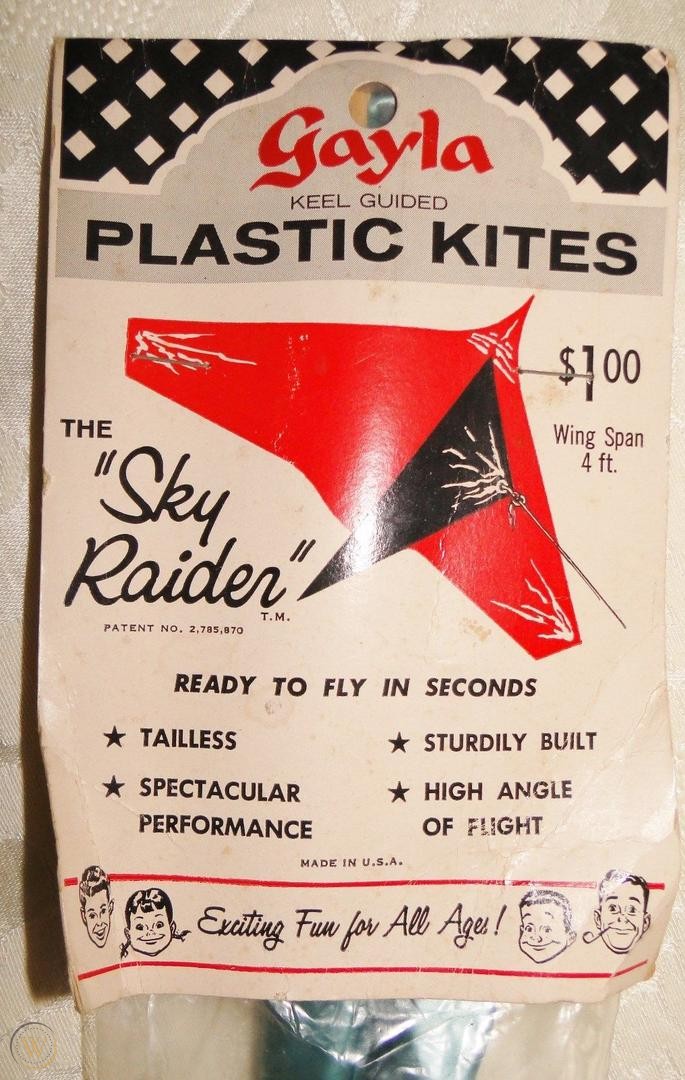 Gayla
KEEL GUIDED
PLASTIC KITES
$1.00
Wing Span
4 ft.
THE
"Sky
Raider"
T.M.
PATENT NO. 2,785,870
READY TO FLY IN SECONDS
★ TAILLESS
★ STURDILY BUILT
★ SPECTACULAR
PERFORMANCE
★ HIGH ANGLE
OF FLIGHT
MADE IN U.S.A.
Exciting Fun for All Ages!
W